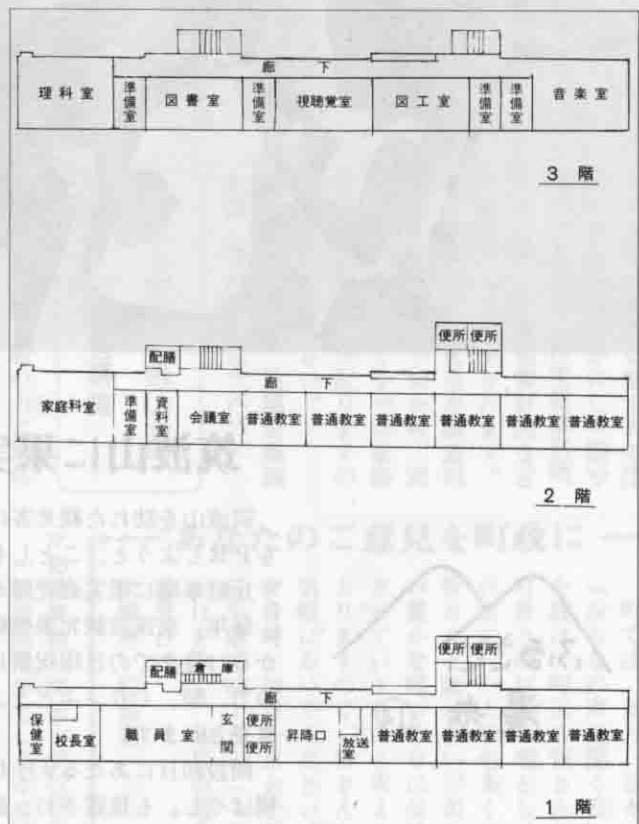 廊下
理科室 準備室 図書室 準備室 視聴覚室 図工室 準備室 準備室 音楽室
3階
便所 便所
配膳
廊下
家庭科室 準備室 資料室 会議室 普通教室 普通教室 普通教室 普通教室 普通教室 普通教室
2階
便所 便所
配膳 倉庫
廊下
保健室 校長室 職員室 玄関 便所 便所 昇降口 放送室 普通教室 普通教室 普通教室 普通教室
1階